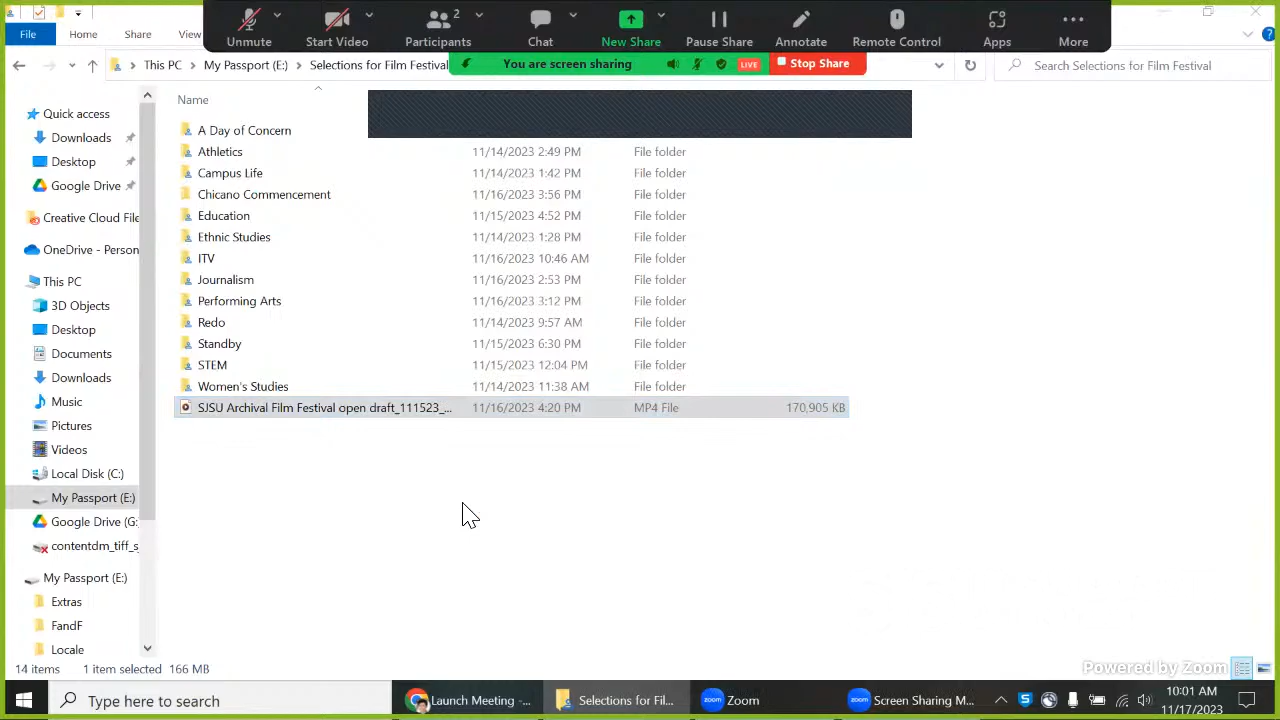 2
Unmute Start Video Participants Chat New Share Pause Share Annotate Remote Control Apps More
File Home Share View
You are screen sharing LIVE Stop Share
This PC My Passport (E:) Selections for Film Festival Search Selections for Film Festival
Name
Quick access
Downloads
Desktop
Google Drive
Creative Cloud File
OneDrive - Person
This PC
3D Objects
Desktop
Documents
Downloads
Music
Pictures
Videos
Local Disk (C:)
My Passport (E:)
Google Drive (G:
contentdm_tiff_s
My Passport (E:)
Extras
FandF
Locale
A Day of Concern
Athletics 11/14/2023 2:49 PM File folder
Campus Life 11/14/2023 1:42 PM File folder
Chicano Commencement 11/16/2023 3:56 PM File folder
Education 11/15/2023 4:52 PM File folder
Ethnic Studies 11/14/2023 1:28 PM File folder
ITV 11/16/2023 10:46 AM File folder
Journalism 11/16/2023 2:53 PM File folder
Performing Arts 11/16/2023 3:12 PM File folder
Redo 11/14/2023 9:57 AM File folder
Standby 11/15/2023 6:30 PM File folder
STEM 11/15/2023 12:04 PM File folder
Women's Studies 11/14/2023 11:38 AM File folder
SJSU Archival Film Festival open draft_111523_... 11/16/2023 4:20 PM MP4 File 170,905 KB
14 items 1 item selected 166 MB
Powered by Zoom
Type here to search Launch Meeting -... Selections for Fil... Zoom Screen Sharing M... 10:01 AM
11/17/2023